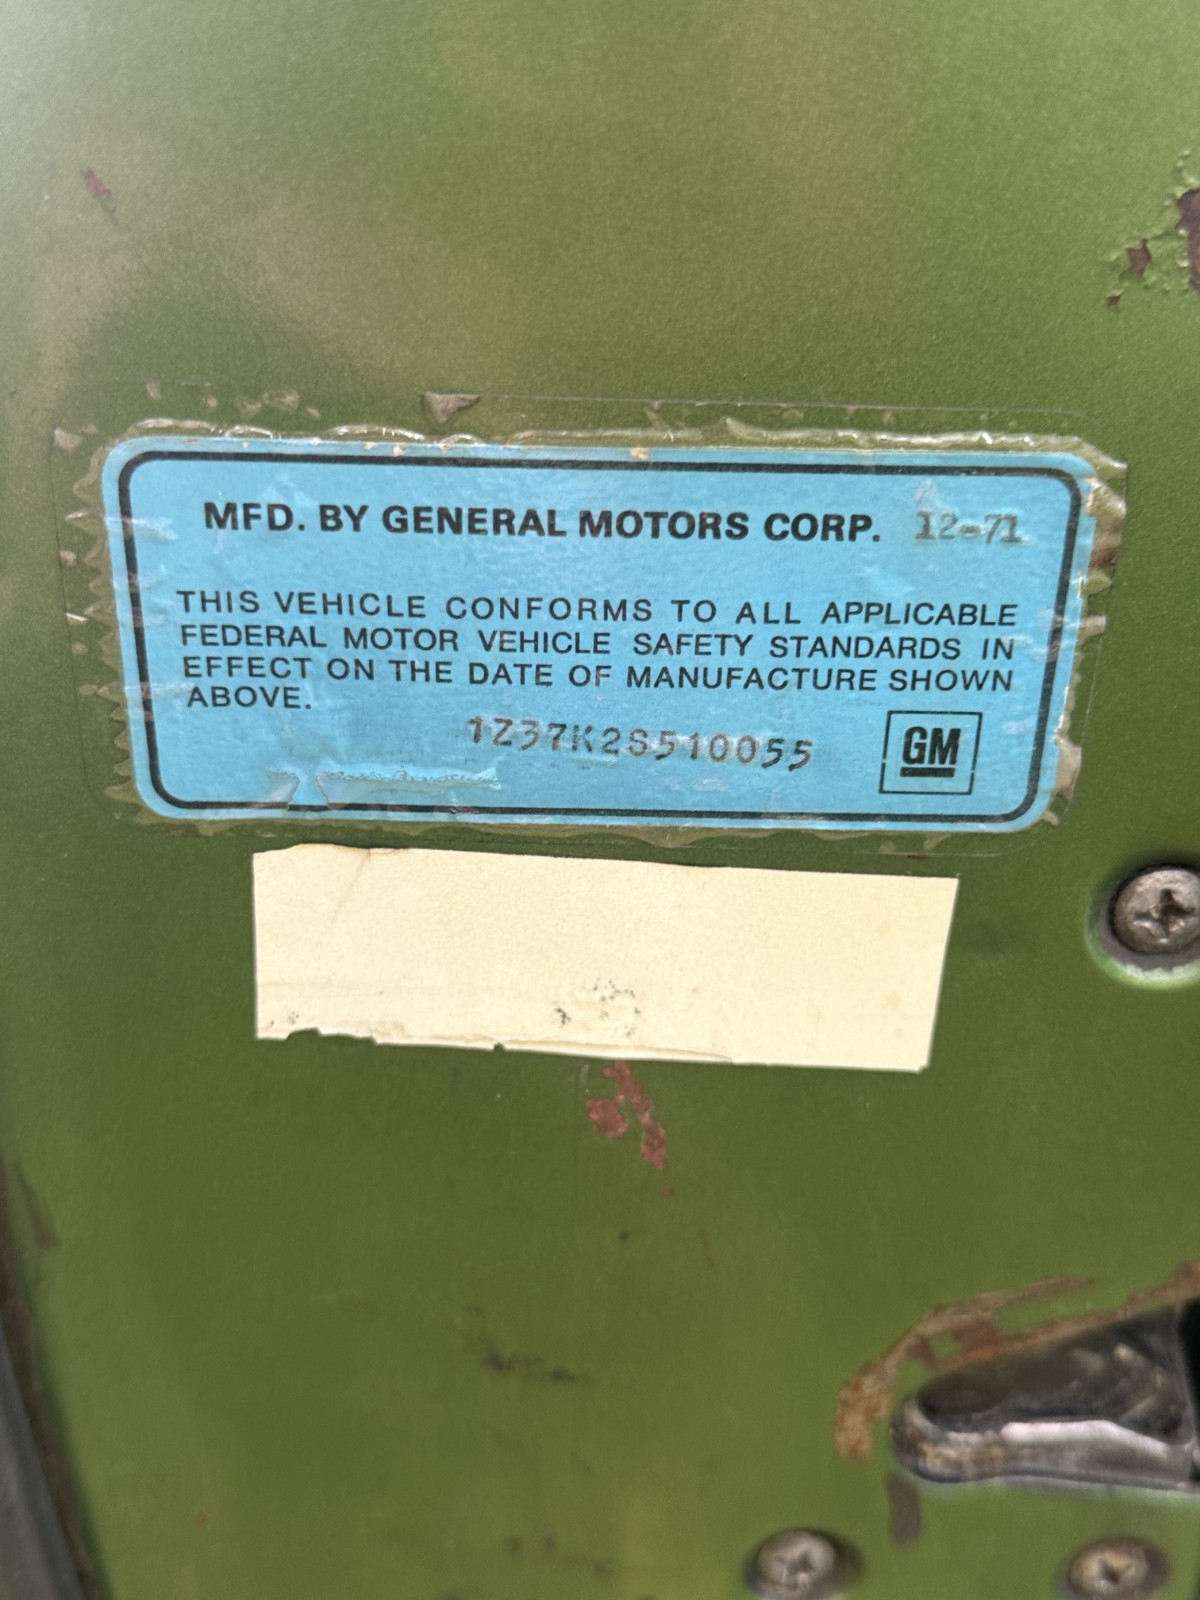 MFD. BY GENERAL MOTORS CORP. 12-71
THIS VEHICLE CONFORMS TO ALL APPLICABLE
FEDERAL MOTOR VEHICLE SAFETY STANDARDS IN
EFFECT ON THE DATE OF MANUFACTURE SHOWN
ABOVE.
1Z37K2S510055
GM